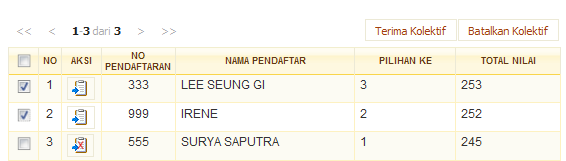 << < 1-3 dari 3 > >> Terima Kolektif Batalkan Kolektif
NO AKSI NO PENDAFTARAN NAMA PENDAFTAR PILIHAN KE TOTAL NILAI
1 333 LEE SEUNG GI 3 253
2 999 IRENE 2 252
3 555 SURYA SAPUTRA 1 245